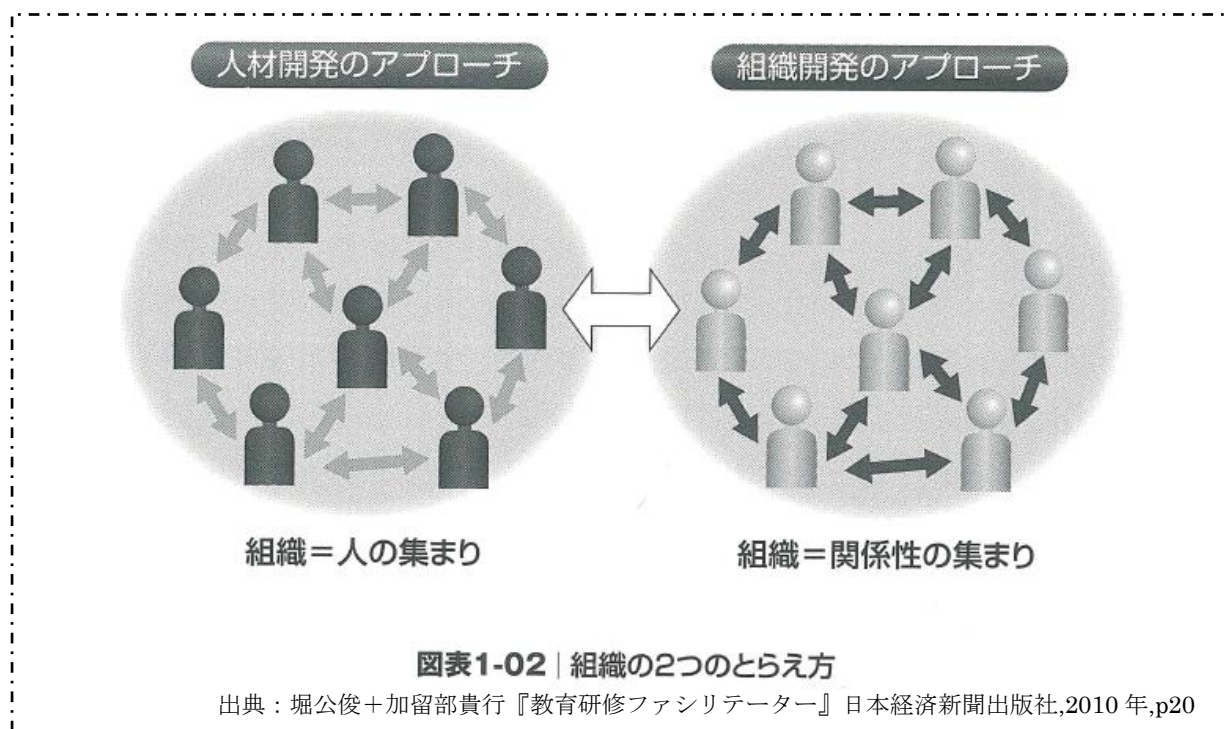 人材開発のアプローチ
組織開発のアプローチ
組織=人の集まり
組織=関係性の集まり
図表1-02|組織の2つのとらえ方
出典:堀公俊+加留部貴行『教育研修ファシリテーター』日本経済新聞出版社,2010 年,p20